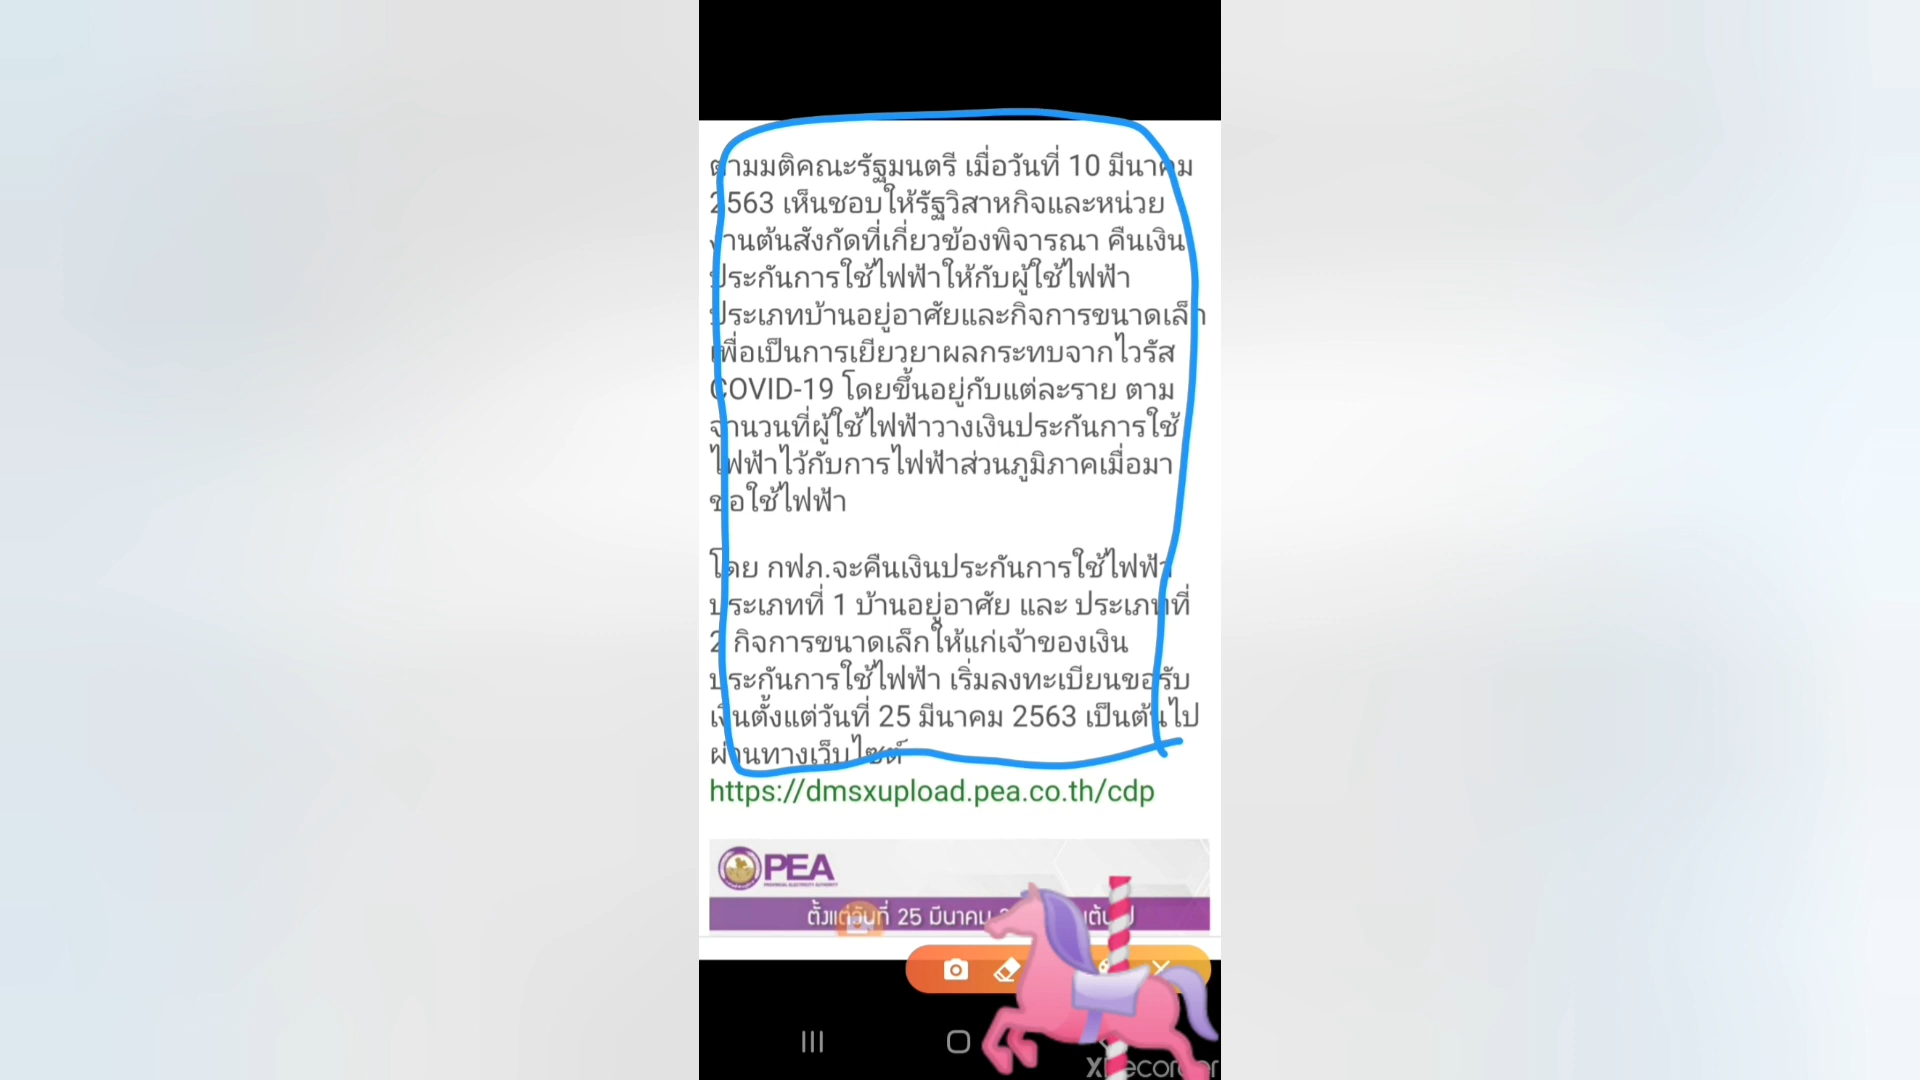 ตามมติคณะรัฐมนตรี เมื่อวันที่ 10 มีนาคม
2563 เห็นชอบให้รัฐวิสาหกิจและหน่วย
งานต้นสังกัดที่เกี่ยวข้องพิจารณา คืนเงิน
ประกันการใช้ไฟฟ้าให้กับผู้ใช้ไฟฟ้า
ประเภทบ้านอยู่อาศัยและกิจการขนาดเล็ก
เพื่อเป็นการเยียวยาผลกระทบจากไวรัส
COVID-19 โดยขึ้นอยู่กับแต่ละราย ตาม
จำนวนที่ผู้ใช้ไฟฟ้าวางเงินประกันการใช้
ไฟฟ้าไว้กับการไฟฟ้าส่วนภูมิภาคเมื่อมา
ขอใช้ไฟฟ้า
โดย กฟภ.จะคืนเงินประกันการใช้ไฟฟ้า
ประเภทที่ 1 บ้านอยู่อาศัย และ ประเภทที่
2 กิจการขนาดเล็กให้แก่เจ้าของเงิน
ประกันการใช้ไฟฟ้า เริ่มลงทะเบียนขอรับ
เงินตั้งแต่วันที่ 25 มีนาคม 2563 เป็นต้นไป
ผ่านทางเว็บไซต์
https://dmsxupload.pea.co.th/cdp
PEA
PROVINCIAL ELECTRICITY AUTHORITY
ตั้งแต่วันที่ 25 มีนาคม